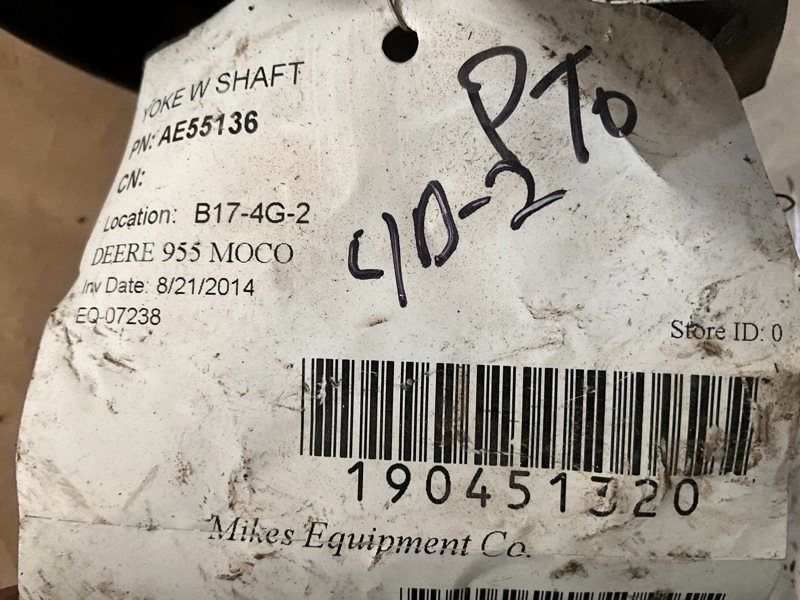 YOKE W SHAFT
PN: AE55136
CN:
Location: B17-4G-2
DEERE 955 MOCO
Inv Date: 8/21/2014
EQ-07238
PTO
4D-2
Store ID: 0
190451320
Mikes Equipment Co.